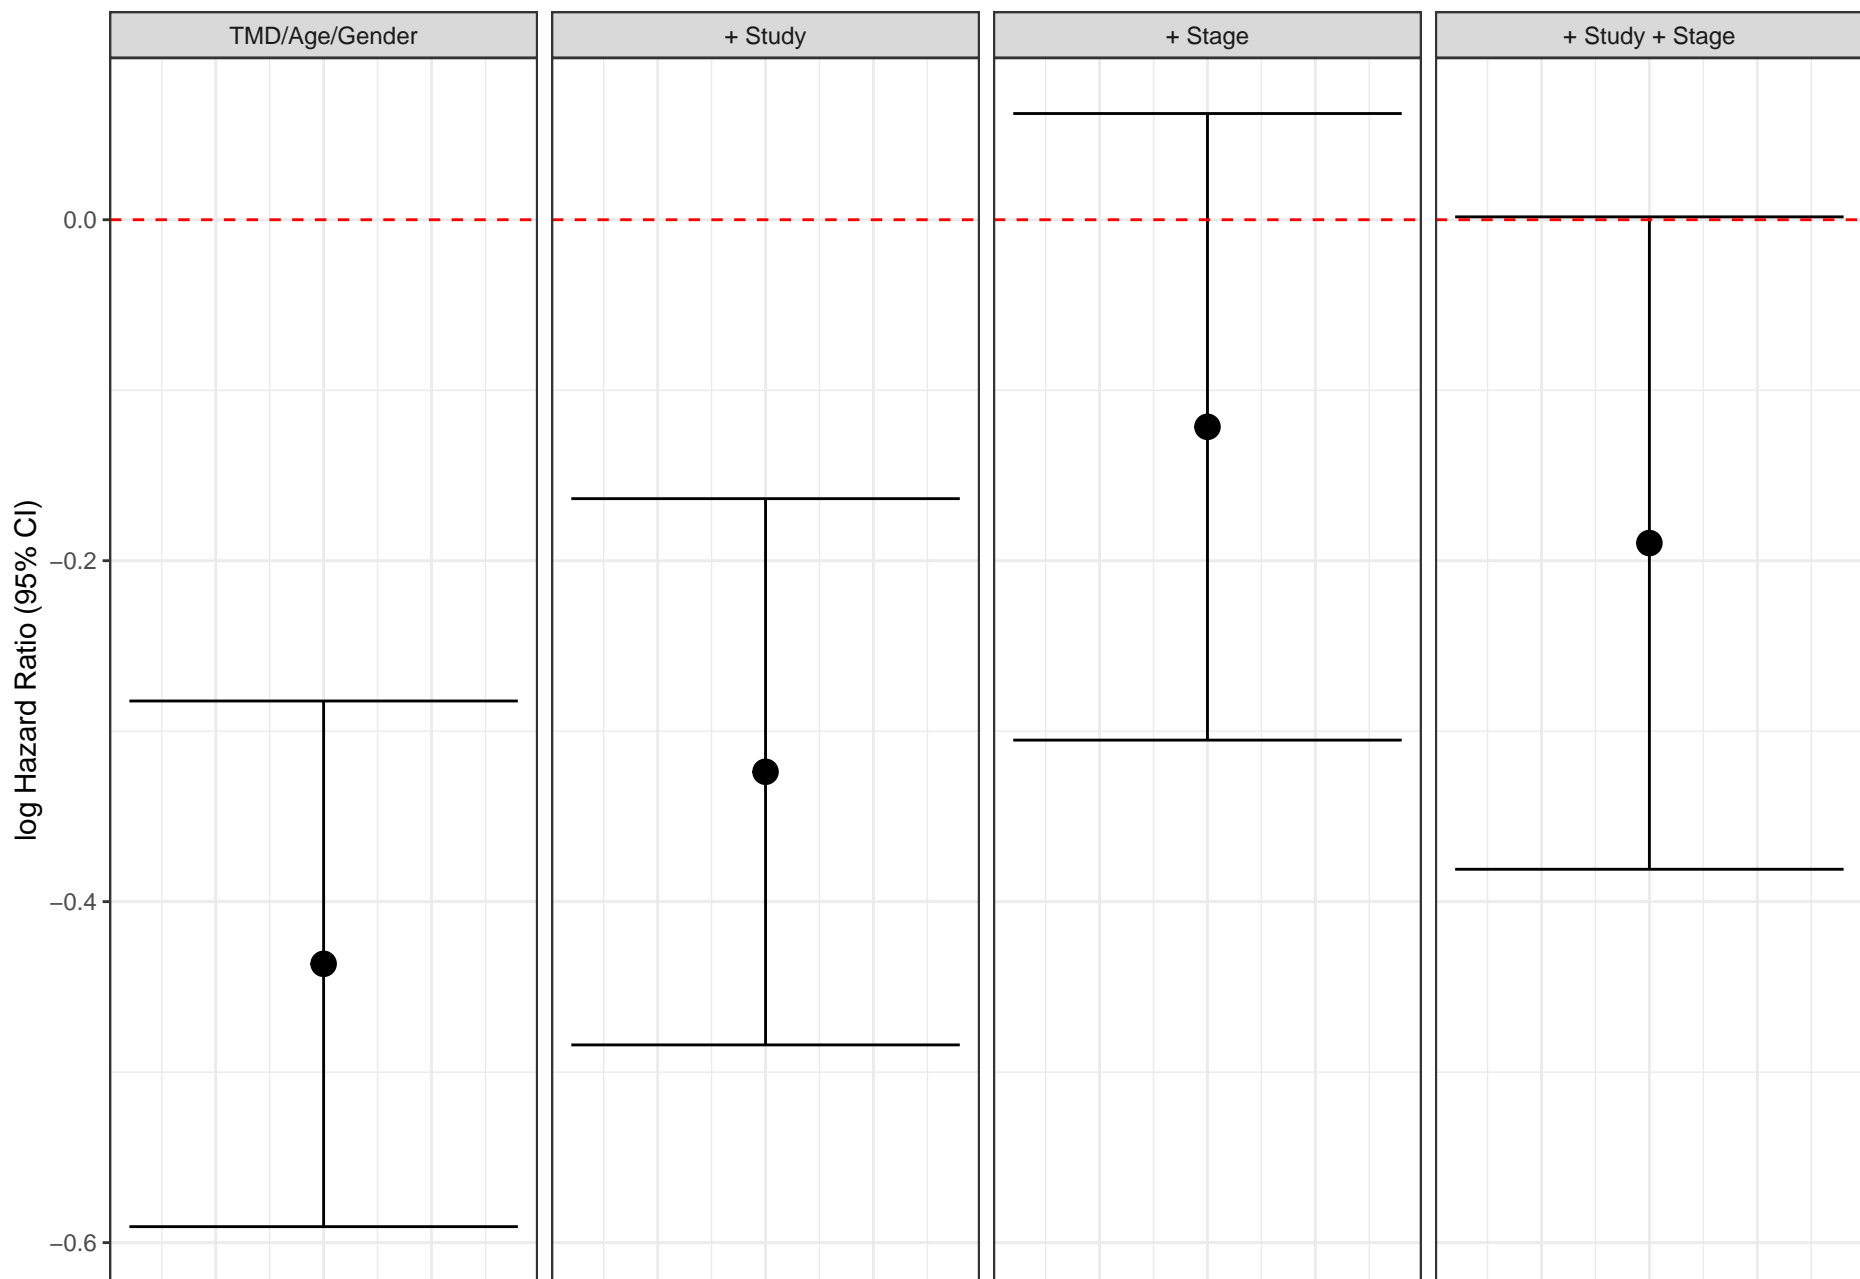 TMD/Age/Gender
+ Study
+ Stage
+ Study + Stage
log Hazard Ratio (95% CI)
0.0
−0.2
−0.4
−0.6